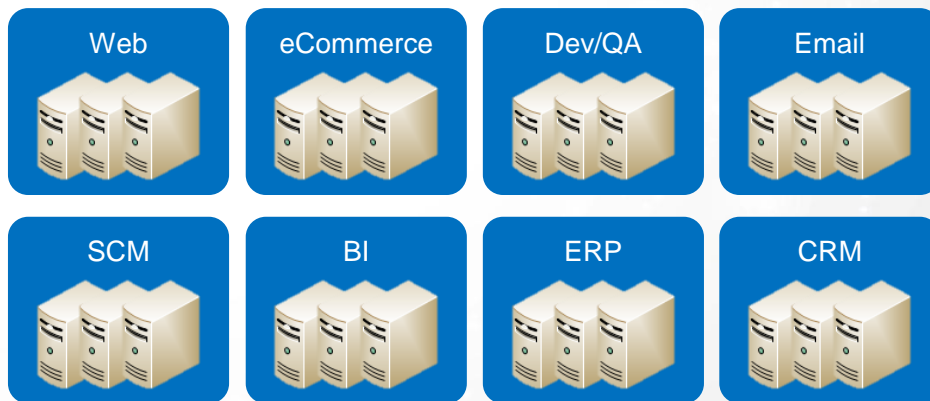 Web
eCommerce
Dev/QA
Email
SCM
BI
ERP
CRM